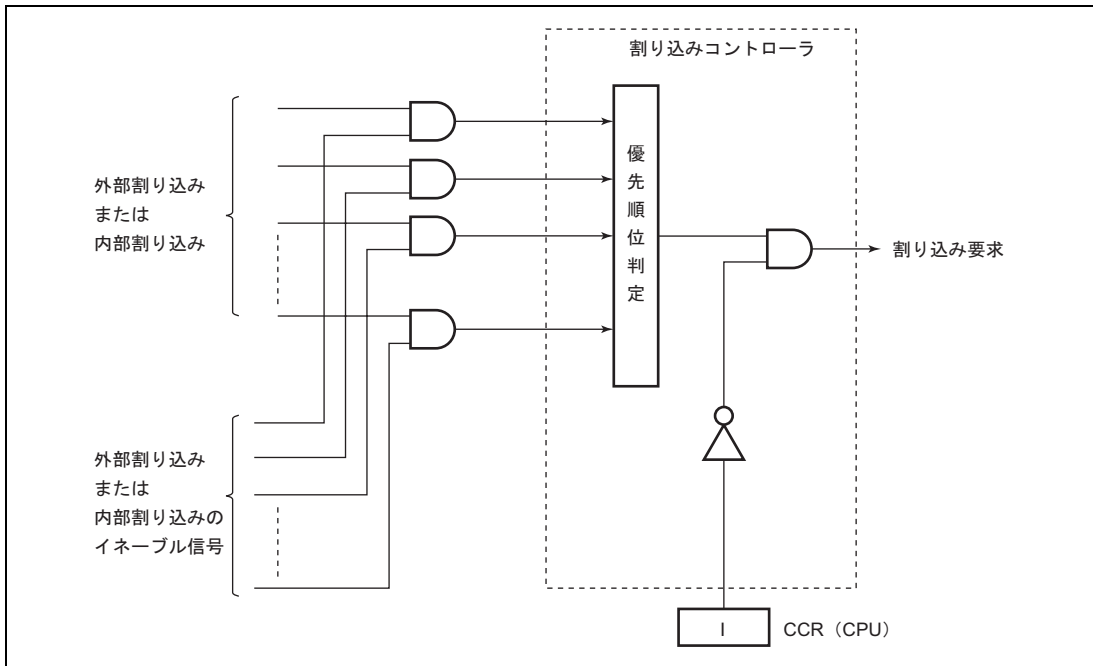 割り込みコントローラ
外部割り込み
または
内部割り込み
優先順位判定
割り込み要求
外部割り込み
または
内部割り込みの
イネーブル信号
I
CCR（CPU）